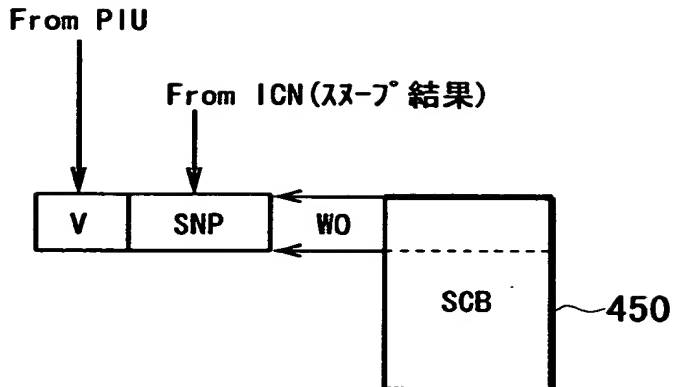 From PIU
From ICN(ｽﾇｰﾌﾟ結果)
V SNP WO
SCB
450